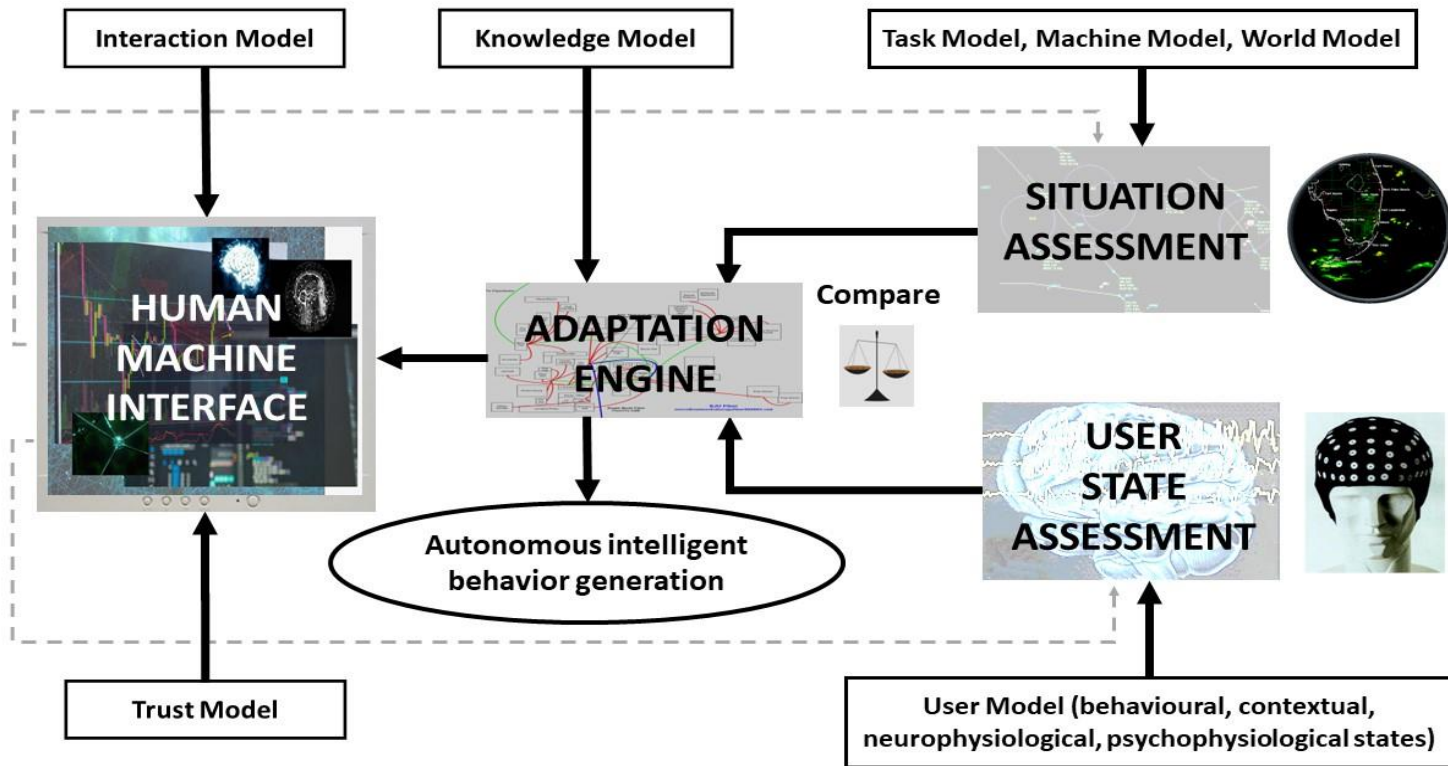 Interaction Model
Knowledge Model
Task Model, Machine Model, World Model
SITUATION
ASSESSMENT
HUMAN
MACHINE
INTERFACE
ADAPTATION
ENGINE
Compare
USER
STATE
ASSESSMENT
Autonomous intelligent
behavior generation
Trust Model
User Model (behavioural, contextual,
neurophysiological, psychophysiological states)